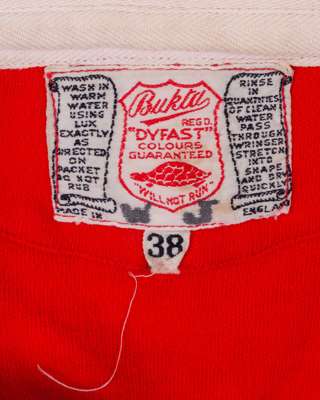 WASH IN
WARM
WATER
USING
LUX
EXACTLY
AS
DIRECTED
ON
PACKET
DO NOT
RUB
MADE IN
Bukta
REGD.
"DYFAST"
COLOURS
GUARANTEED
"WILL NOT RUN"
RINSE
IN
QUANTITIES
OF CLEAN
WATER
PASS
THROUGH
WRINGER
STRETCH
INTO
SHAPE
AND DRY
QUICKLY
ENGLAND
W J
38